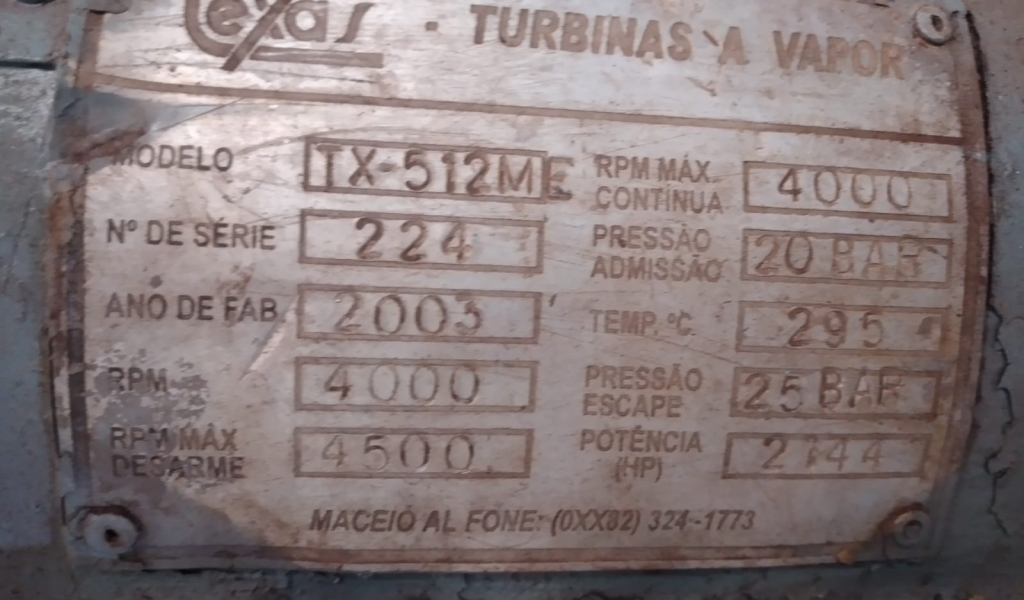 Texas · TURBINAS À VAPOR
MODELO TX-512ME
RPM MÁX. CONTÍNUA 4000
Nº DE SÉRIE 224
PRESSÃO ADMISSÃO 20 BAR
ANO DE FAB. 2003
TEMP. ºC 295
RPM 4000
PRESSÃO ESCAPE 25 BAR
RPM MÁX DESARME 4500
POTÊNCIA (HP)
MACEIÓ AL FONE: (0XX82) 324-1773